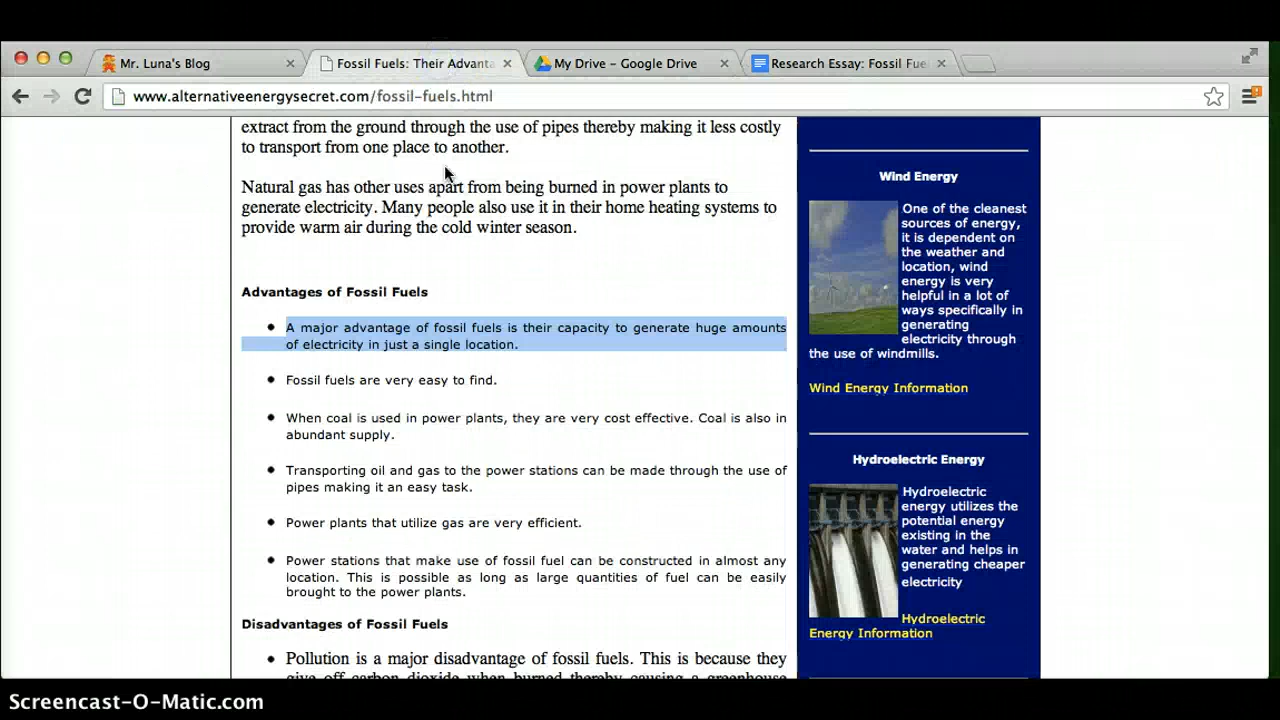 Mr. Luna's Blog
Fossil Fuels: Their Advanta
My Drive – Google Drive
Research Essay: Fossil Fue
www.alternativeenergysecret.com/fossil-fuels.html
extract from the ground through the use of pipes thereby making it less costly
to transport from one place to another.
Natural gas has other uses apart from being burned in power plants to
generate electricity. Many people also use it in their home heating systems to
provide warm air during the cold winter season.
Advantages of Fossil Fuels
A major advantage of fossil fuels is their capacity to generate huge amounts
of electricity in just a single location.
Fossil fuels are very easy to find.
When coal is used in power plants, they are very cost effective. Coal is also in
abundant supply.
Transporting oil and gas to the power stations can be made through the use of
pipes making it an easy task.
Power plants that utilize gas are very efficient.
Power stations that make use of fossil fuel can be constructed in almost any
location. This is possible as long as large quantities of fuel can be easily
brought to the power plants.
Disadvantages of Fossil Fuels
Pollution is a major disadvantage of fossil fuels. This is because they
give off carbon dioxide when burned thereby causing a greenhouse
Wind Energy
One of the cleanest
sources of energy,
it is dependent on
the weather and
location, wind
energy is very
helpful in a lot of
ways specifically in
generating
electricity through
the use of windmills.
Wind Energy Information
Hydroelectric Energy
Hydroelectric
energy utilizes the
potential energy
existing in the
water and helps in
generating cheaper
electricity
Hydroelectric
Energy Information
Screencast-O-Matic.com